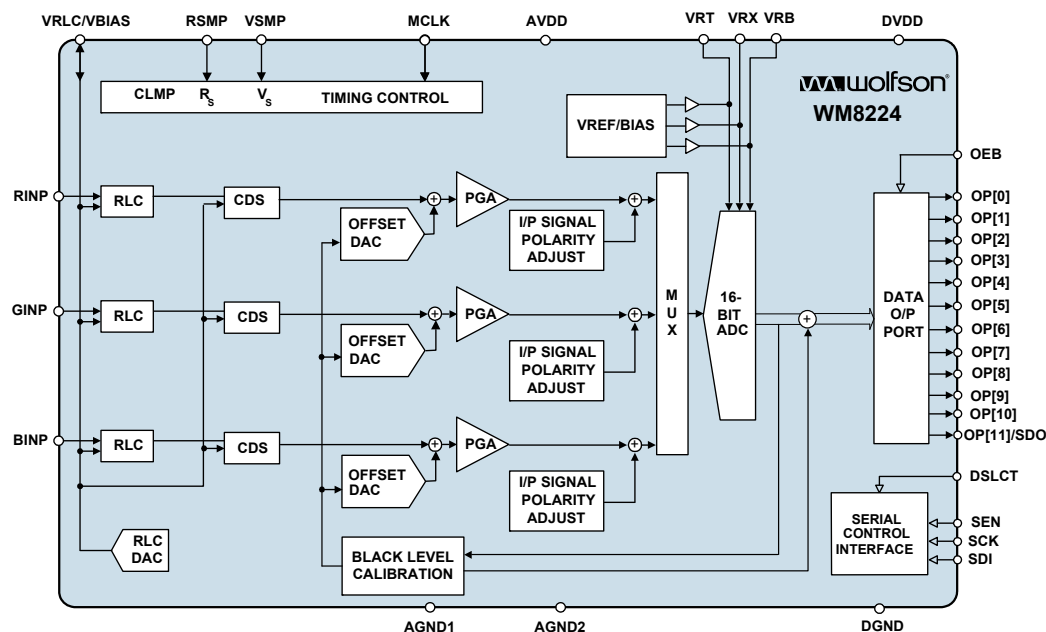 VRLC/VBIAS RSMP VSMP MCLK AVDD VRT VRX VRB DVDD
CLMP RS VS TIMING CONTROL
wolfson®
WM8224
VREF/BIAS
OEB
RINP
RLC
CDS
OFFSET
DAC
PGA
I/P SIGNAL
POLARITY
ADJUST
GINP
RLC
CDS
OFFSET
DAC
PGA
I/P SIGNAL
POLARITY
ADJUST
BINP
RLC
CDS
OFFSET
DAC
PGA
I/P SIGNAL
POLARITY
ADJUST
M
U
X
16-
BIT
ADC
DATA
O/P
PORT
OP[0]
OP[1]
OP[2]
OP[3]
OP[4]
OP[5]
OP[6]
OP[7]
OP[8]
OP[9]
OP[10]
OP[11]/SDO
DSLCT
RLC
DAC
BLACK LEVEL
CALIBRATION
SERIAL
CONTROL
INTERFACE
SEN
SCK
SDI
AGND1 AGND2 DGND